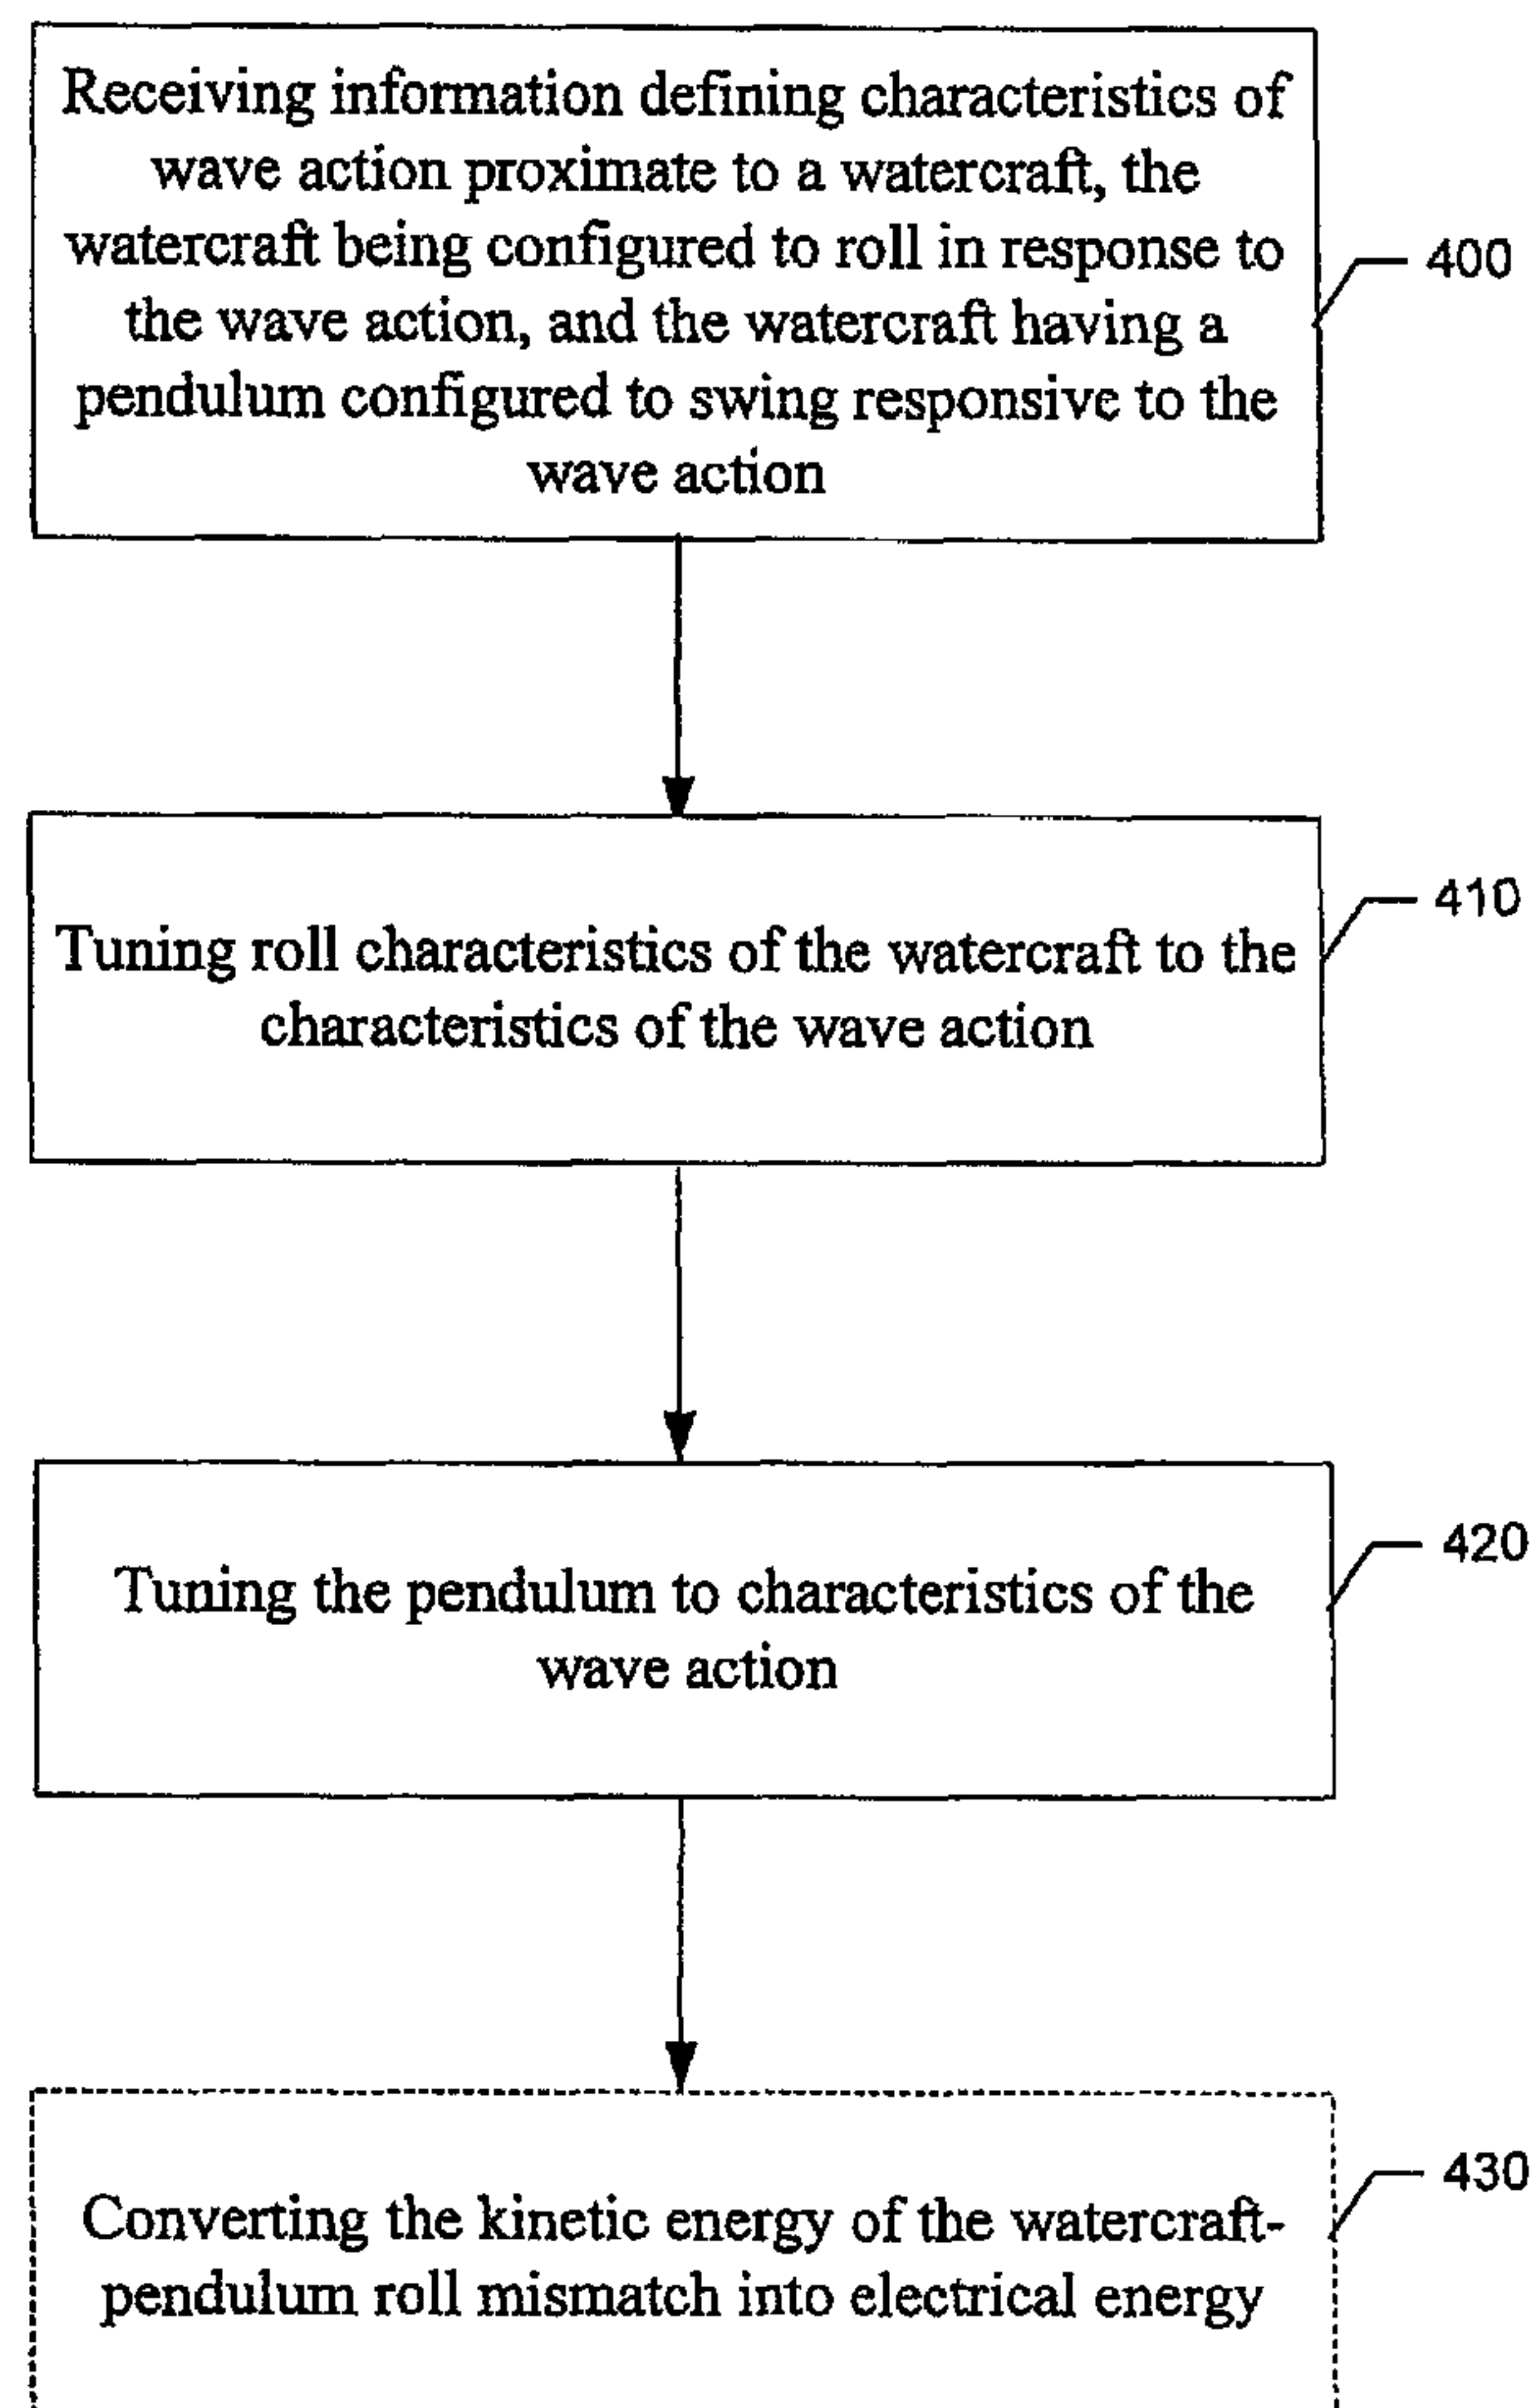 Receiving information defining characteristics of
wave action proximate to a watercraft, the
watercraft being configured to roll in response to
the wave action, and the watercraft having a
pendulum configured to swing responsive to the
wave action
400
Tuning roll characteristics of the watercraft to the
characteristics of the wave action
410
Tuning the pendulum to characteristics of the
wave action
420
Converting the kinetic energy of the watercraft-
pendulum roll mismatch into electrical energy
430